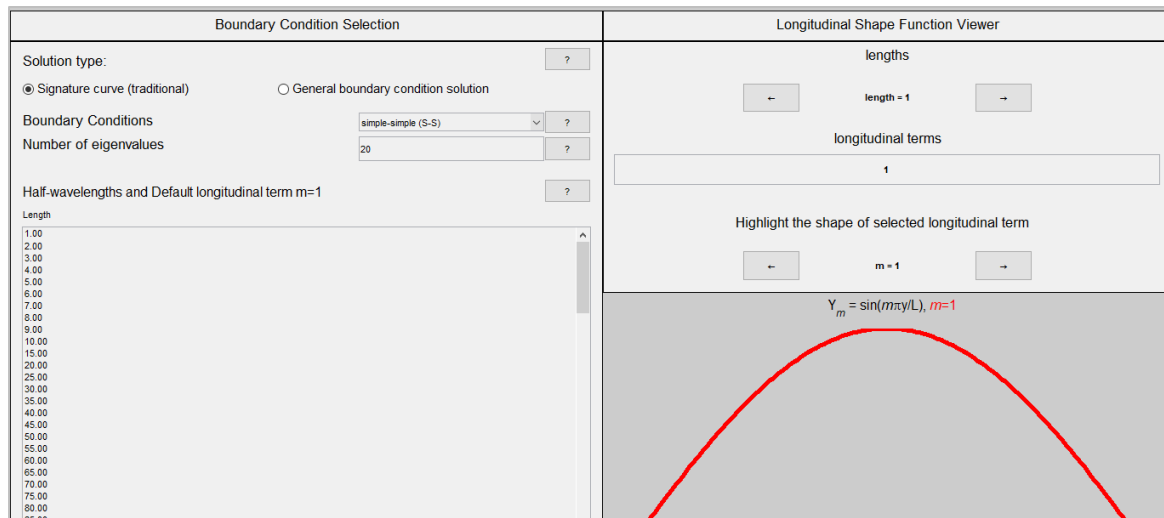 Boundary Condition Selection
Solution type:
?
Signature curve (traditional)
General boundary condition solution
Boundary Conditions
simple-simple (S-S)
?
Number of eigenvalues
20
?
Half-wavelengths and Default longitudinal term m=1
?
Length
1.00
2.00
3.00
4.00
5.00
6.00
7.00
8.00
9.00
10.00
15.00
20.00
25.00
30.00
35.00
40.00
45.00
50.00
55.00
60.00
65.00
70.00
75.00
80.00
Longitudinal Shape Function Viewer
lengths
← length = 1 →
longitudinal terms
1
Highlight the shape of selected longitudinal term
← m = 1 →
Yₘ = sin(mπy/L), m=1